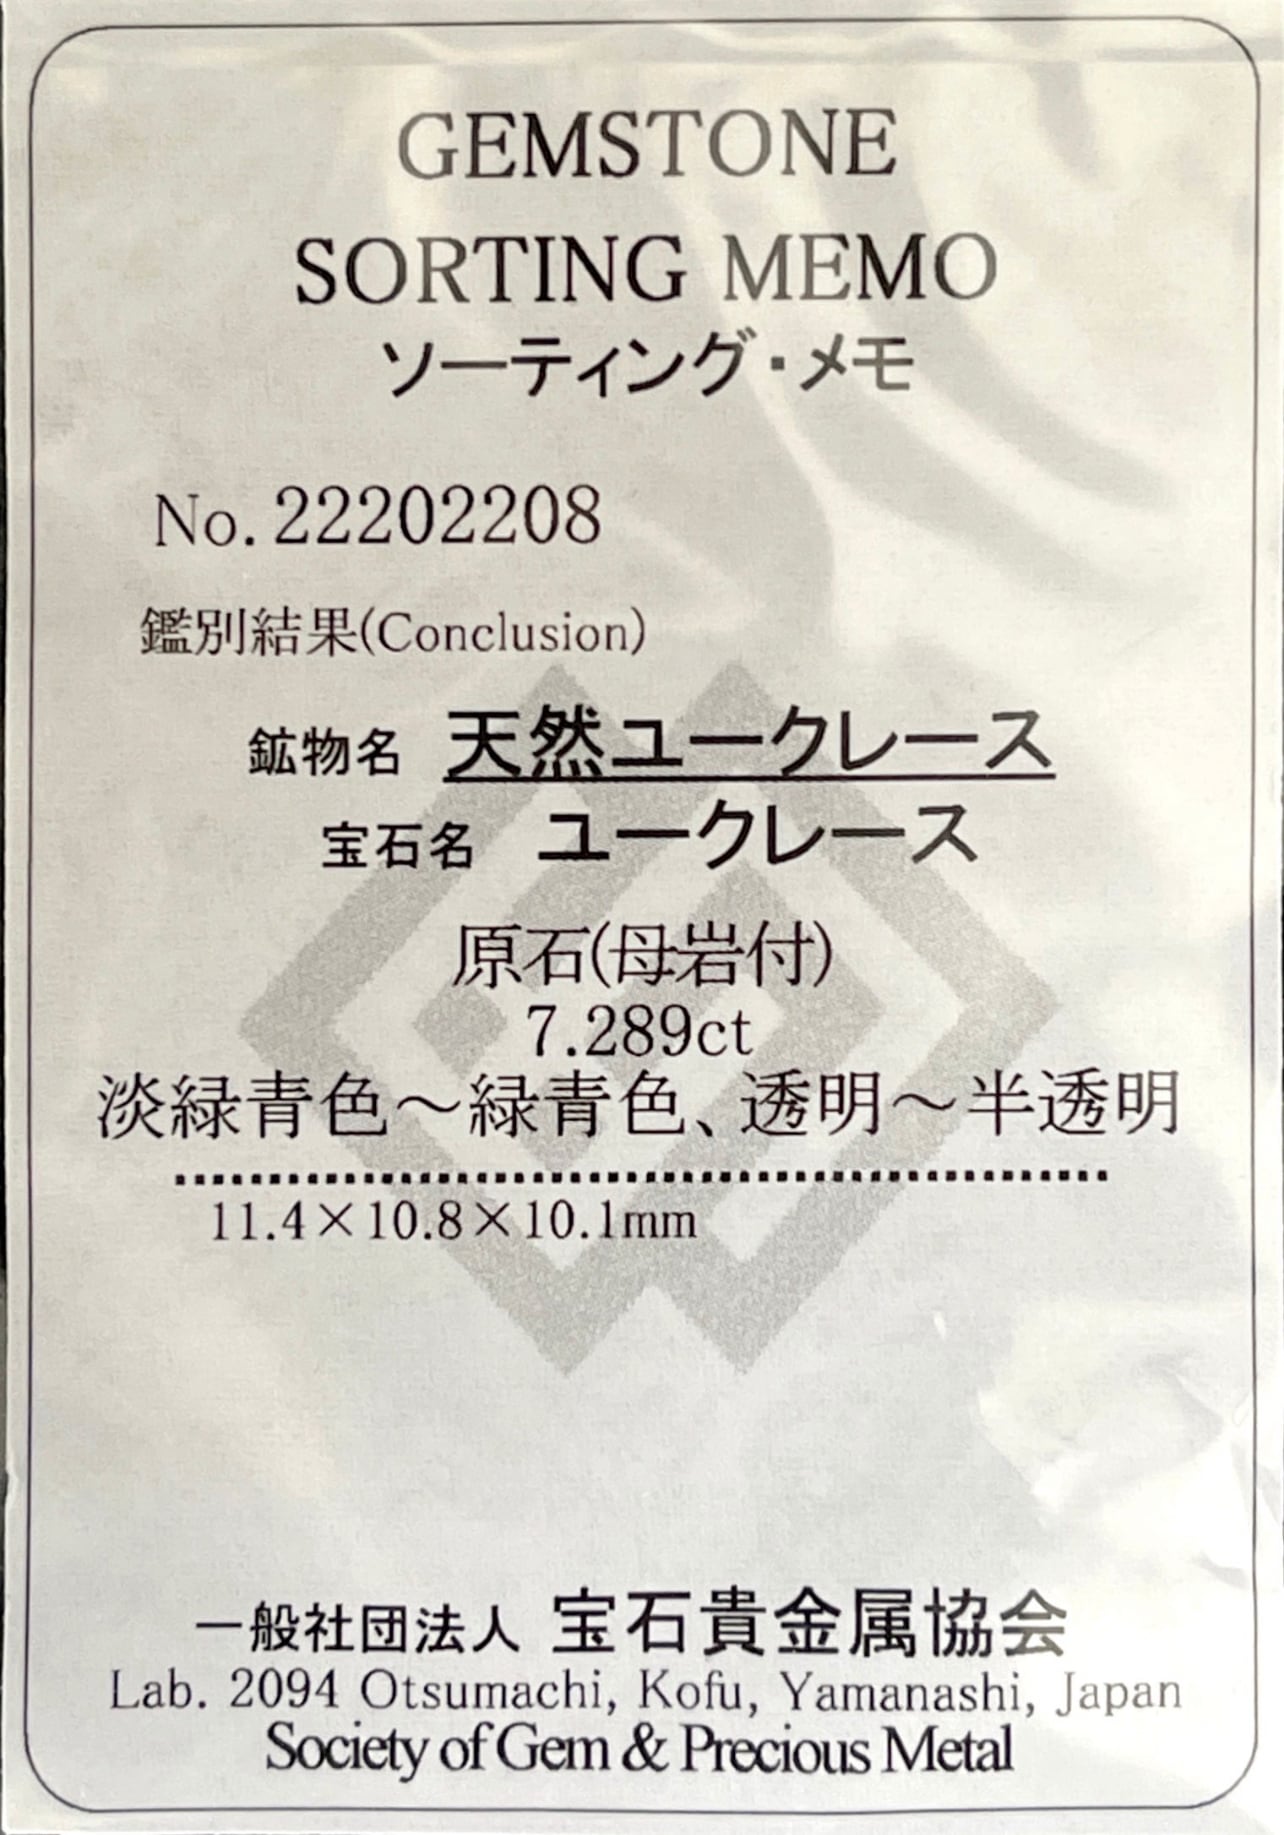 GEMSTONE
SORTING MEMO
ソーティング・メモ
No. 22202208
鑑別結果(Conclusion)
鉱物名 天然ユークレース
宝石名 ユークレース
原石(母岩付)
7.289ct
淡緑青色～緑青色、透明～半透明
11.4×10.8×10.1mm
一般社団法人 宝石貴金属協会
Lab. 2094 Otsumachi, Kofu, Yamanashi, Japan
Society of Gem & Precious Metal